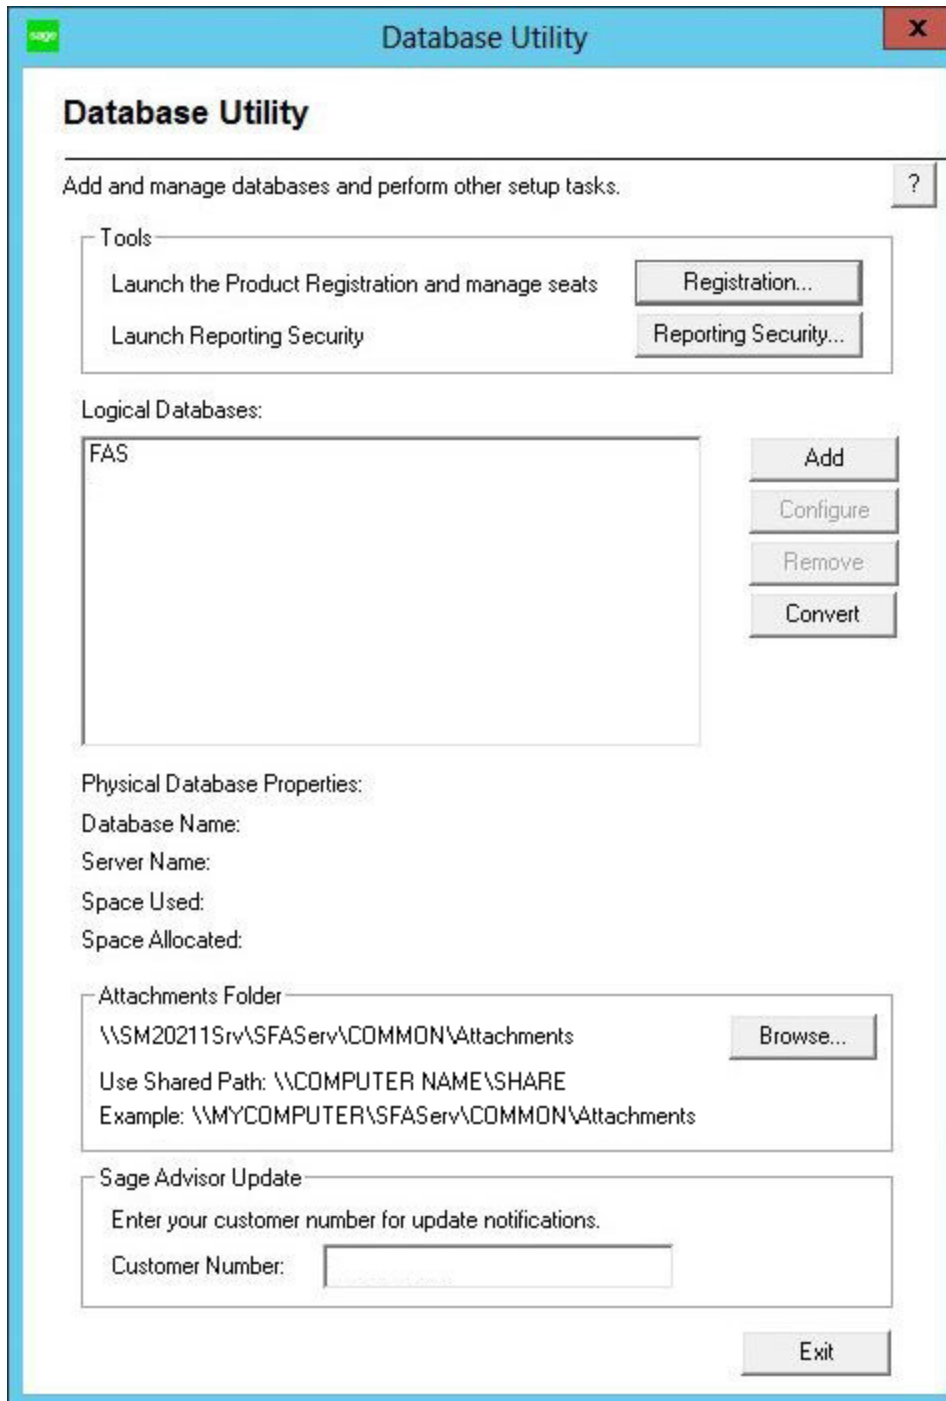 sage
Database Utility
x
Database Utility
Add and manage databases and perform other setup tasks.
?
Tools
Launch the Product Registration and manage seats
Registration...
Launch Reporting Security
Reporting Security...
Logical Databases:
FAS
Add
Configure
Remove
Convert
Physical Database Properties:
Database Name:
Server Name:
Space Used:
Space Allocated:
Attachments Folder
\\SM20211Srv\SFAServ\COMMON\Attachments
Browse...
Use Shared Path: \\COMPUTER NAME\SHARE
Example: \\MYCOMPUTER\SFAServ\COMMON\Attachments
Sage Advisor Update
Enter your customer number for update notifications.
Customer Number:
Exit